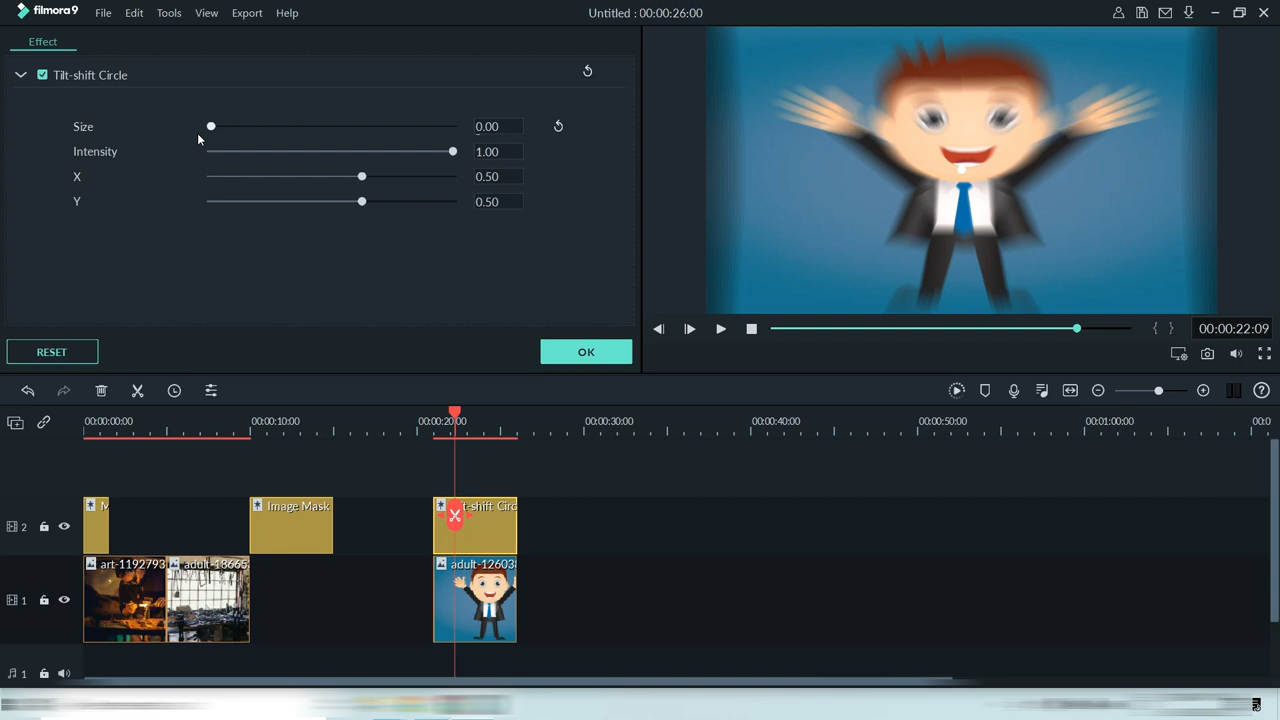 filmora9 File Edit Tools View Export Help Untitled : 00:00:26:00
Effect
Tilt-shift Circle
Size 0.00
Intensity 1.00
X 0.50
Y 0.50
RESET OK
00:00:22:09
00:00:00:00 00:00:10:00 00:00:20:00 00:00:30:00 00:00:40:00 00:00:50:00 00:01:00:00 00:0
2 M Image Mask t-shift Circ
1 art-1192793 adult-18665 adult-12603
1